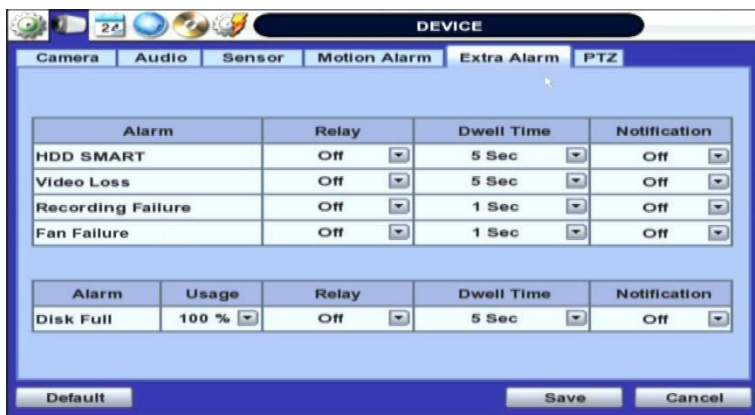 24 DEVICE
Camera Audio Sensor Motion Alarm Extra Alarm PTZ
Alarm Relay Dwell Time Notification
HDD SMART Off 5 Sec Off
Video Loss Off 5 Sec Off
Recording Failure Off 1 Sec Off
Fan Failure Off 1 Sec Off
Alarm Usage Relay Dwell Time Notification
Disk Full 100 % Off 5 Sec Off
Default Save Cancel